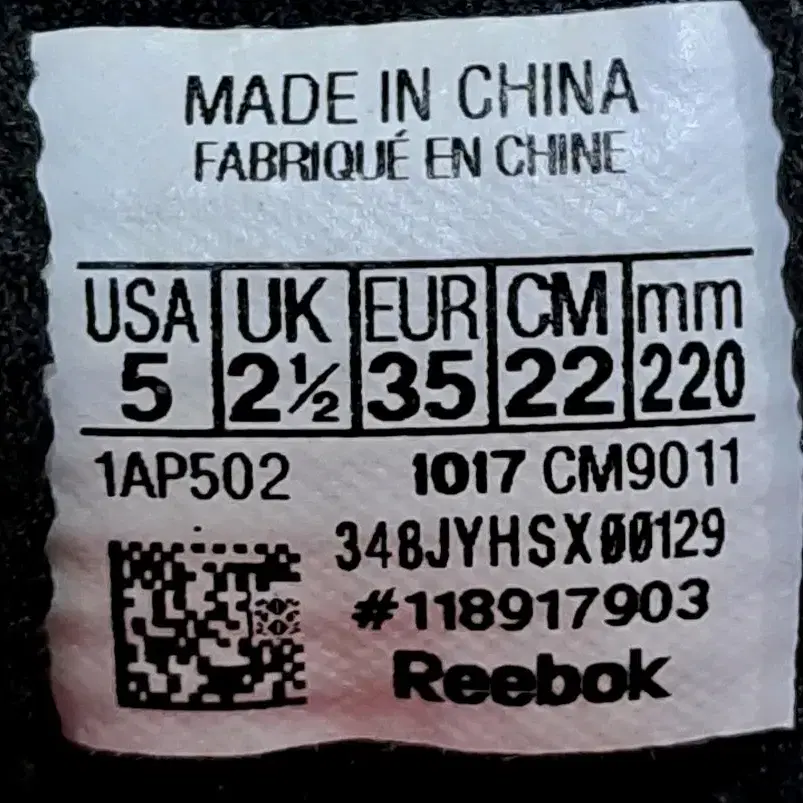 MADE IN CHINA
FABRIQUÉ EN CHINE
USA UK EUR CM mm
5 2½ 35 22 220
1AP502 1017 CM9011
348JYHSX00129
#118917903
Reebok